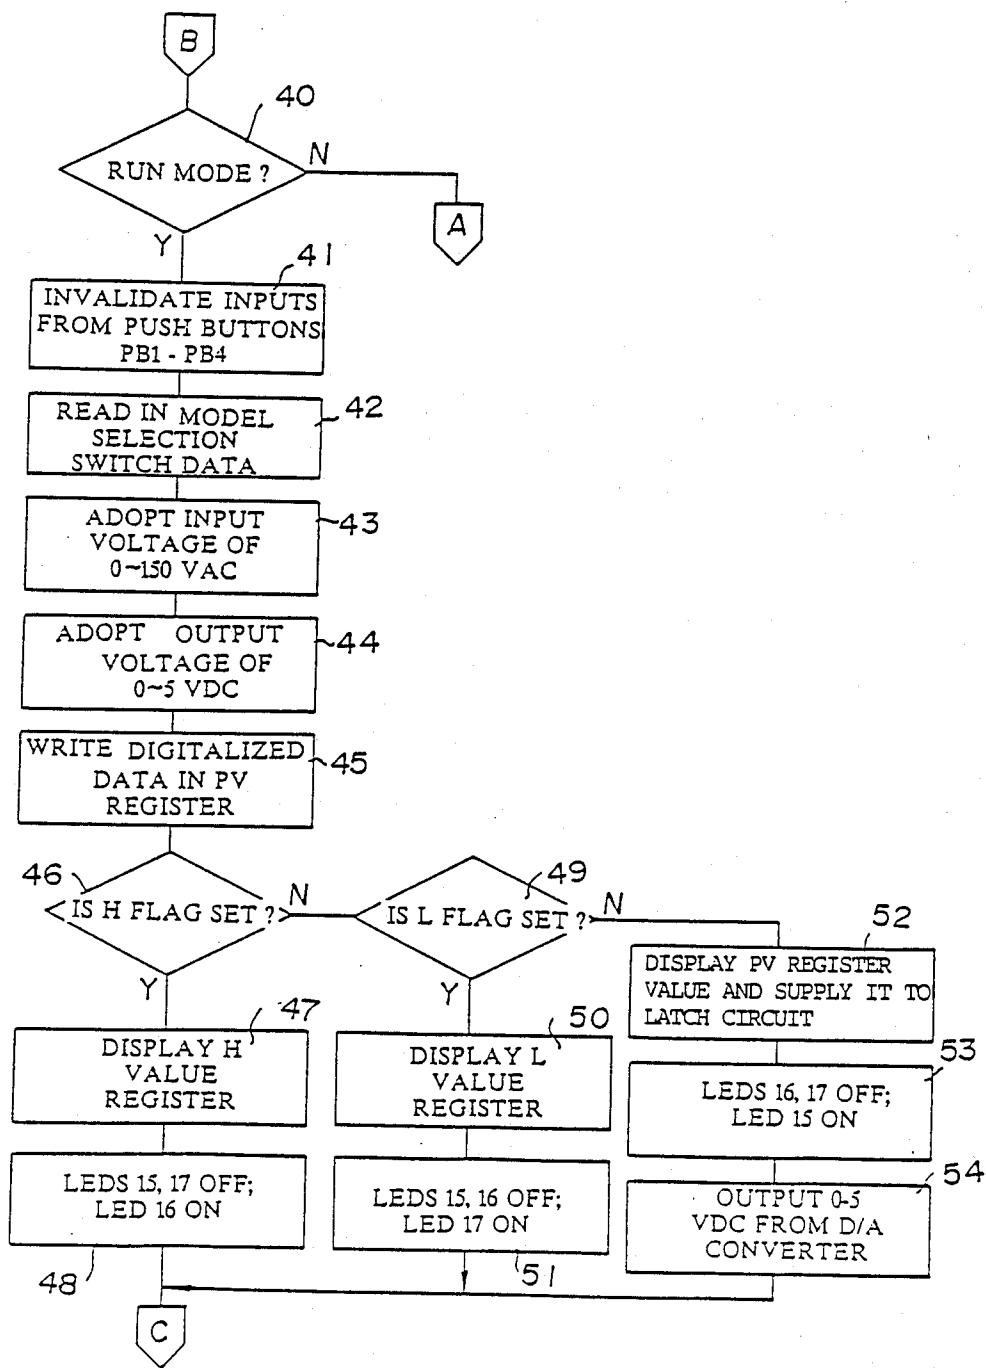 B
40
RUN MODE ?
N
A
Y
41
INVALIDATE INPUTS
FROM PUSH BUTTONS
PB1 - PB4
42
READ IN MODEL
SELECTION
SWITCH DATA
43
ADOPT INPUT
VOLTAGE OF
0~150 VAC
44
ADOPT OUTPUT
VOLTAGE OF
0~5 VDC
45
WRITE DIGITALIZED
DATA IN PV
REGISTER
46
IS H FLAG SET ?
N
Y
49
IS L FLAG SET ?
N
Y
47
DISPLAY H
VALUE
REGISTER
50
DISPLAY L
VALUE
REGISTER
52
DISPLAY PV REGISTER
VALUE AND SUPPLY IT TO
LATCH CIRCUIT
53
LEDS 16, 17 OFF;
LED 15 ON
LEDS 15, 17 OFF;
LED 16 ON
48
LEDS 15, 16 OFF;
LED 17 ON
51
54
OUTPUT 0-5
VDC FROM D/A
CONVERTER
C